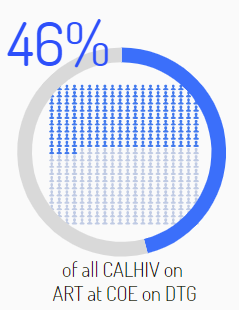 46%
of all CALHIV on
ART at COE on DTG